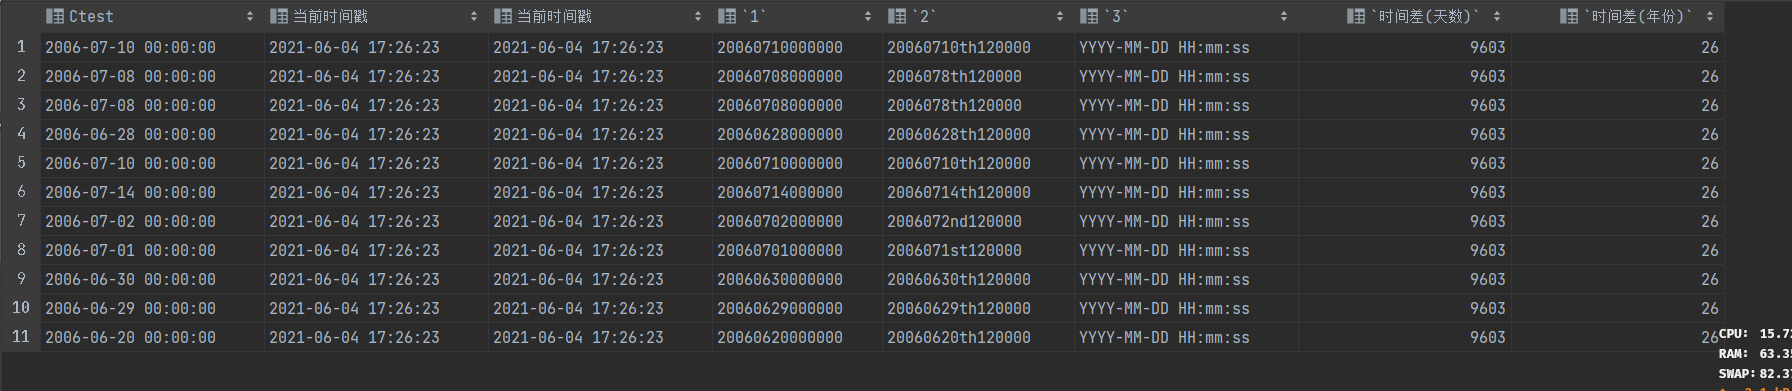 Ctest 当前时间戳 当前时间戳 `1` `2` `3` `时间差(天数)` `时间差(年份)`
1 2006-07-10 00:00:00 2021-06-04 17:26:23 2021-06-04 17:26:23 20060710000000 20060710th120000 YYYY-MM-DD HH:mm:ss 9603 26
2 2006-07-08 00:00:00 2021-06-04 17:26:23 2021-06-04 17:26:23 20060708000000 2006078th120000 YYYY-MM-DD HH:mm:ss 9603 26
3 2006-07-08 00:00:00 2021-06-04 17:26:23 2021-06-04 17:26:23 20060708000000 2006078th120000 YYYY-MM-DD HH:mm:ss 9603 26
4 2006-06-28 00:00:00 2021-06-04 17:26:23 2021-06-04 17:26:23 20060628000000 20060628th120000 YYYY-MM-DD HH:mm:ss 9603 26
5 2006-07-10 00:00:00 2021-06-04 17:26:23 2021-06-04 17:26:23 20060710000000 20060710th120000 YYYY-MM-DD HH:mm:ss 9603 26
6 2006-07-14 00:00:00 2021-06-04 17:26:23 2021-06-04 17:26:23 20060714000000 20060714th120000 YYYY-MM-DD HH:mm:ss 9603 26
7 2006-07-02 00:00:00 2021-06-04 17:26:23 2021-06-04 17:26:23 20060702000000 2006072nd120000 YYYY-MM-DD HH:mm:ss 9603 26
8 2006-07-01 00:00:00 2021-06-04 17:26:23 2021-06-04 17:26:23 20060701000000 2006071st120000 YYYY-MM-DD HH:mm:ss 9603 26
9 2006-06-30 00:00:00 2021-06-04 17:26:23 2021-06-04 17:26:23 20060630000000 20060630th120000 YYYY-MM-DD HH:mm:ss 9603 26
10 2006-06-29 00:00:00 2021-06-04 17:26:23 2021-06-04 17:26:23 20060629000000 20060629th120000 YYYY-MM-DD HH:mm:ss 9603 26
11 2006-06-20 00:00:00 2021-06-04 17:26:23 2021-06-04 17:26:23 20060620000000 20060620th120000 YYYY-MM-DD HH:mm:ss 9603 26
CPU: 15.7
RAM: 63.3
SWAP: 82.3